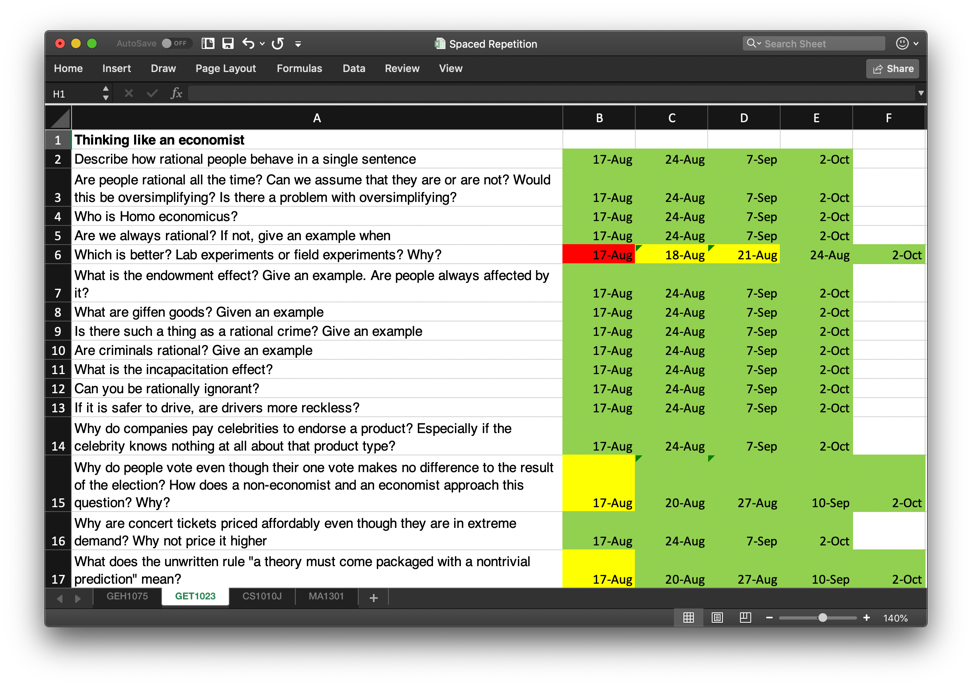 AutoSave OFF Spaced Repetition Search Sheet
Home Insert Draw Page Layout Formulas Data Review View Share
H1 fx
A B C D E F
1 Thinking like an economist
2 Describe how rational people behave in a single sentence 17-Aug 24-Aug 7-Sep 2-Oct
Are people rational all the time? Can we assume that they are or are not? Would
3 this be oversimplifying? Is there a problem with oversimplifying? 17-Aug 24-Aug 7-Sep 2-Oct
4 Who is Homo economicus? 17-Aug 24-Aug 7-Sep 2-Oct
5 Are we always rational? If not, give an example when 17-Aug 24-Aug 7-Sep 2-Oct
6 Which is better? Lab experiments or field experiments? Why? 17-Aug 18-Aug 21-Aug 24-Aug 2-Oct
What is the endowment effect? Give an example. Are people always affected by
7 it? 17-Aug 24-Aug 7-Sep 2-Oct
8 What are giffen goods? Given an example 17-Aug 24-Aug 7-Sep 2-Oct
9 Is there such a thing as a rational crime? Give an example 17-Aug 24-Aug 7-Sep 2-Oct
10 Are criminals rational? Give an example 17-Aug 24-Aug 7-Sep 2-Oct
11 What is the incapacitation effect? 17-Aug 24-Aug 7-Sep 2-Oct
12 Can you be rationally ignorant? 17-Aug 24-Aug 7-Sep 2-Oct
13 If it is safer to drive, are drivers more reckless? 17-Aug 24-Aug 7-Sep 2-Oct
Why do companies pay celebrities to endorse a product? Especially if the
14 celebrity knows nothing at all about that product type? 17-Aug 24-Aug 7-Sep 2-Oct
Why do people vote even though their one vote makes no difference to the result
of the election? How does a non-economist and an economist approach this
15 question? Why? 17-Aug 20-Aug 27-Aug 10-Sep 2-Oct
Why are concert tickets priced affordably even though they are in extreme
16 demand? Why not price it higher 17-Aug 24-Aug 7-Sep 2-Oct
What does the unwritten rule "a theory must come packaged with a nontrivial
17 prediction" mean? 17-Aug 20-Aug 27-Aug 10-Sep 2-Oct
GEH1075 GET1023 CS1010J MA1301 +
140%